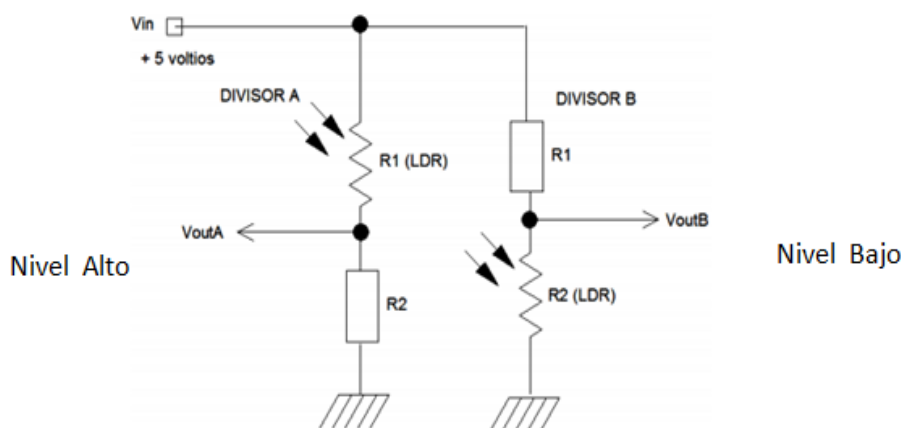 Vin
+ 5 voltios
DIVISOR A
DIVISOR B
R1 (LDR)
R1
VoutA
VoutB
Nivel Alto
Nivel Bajo
R2
R2 (LDR)